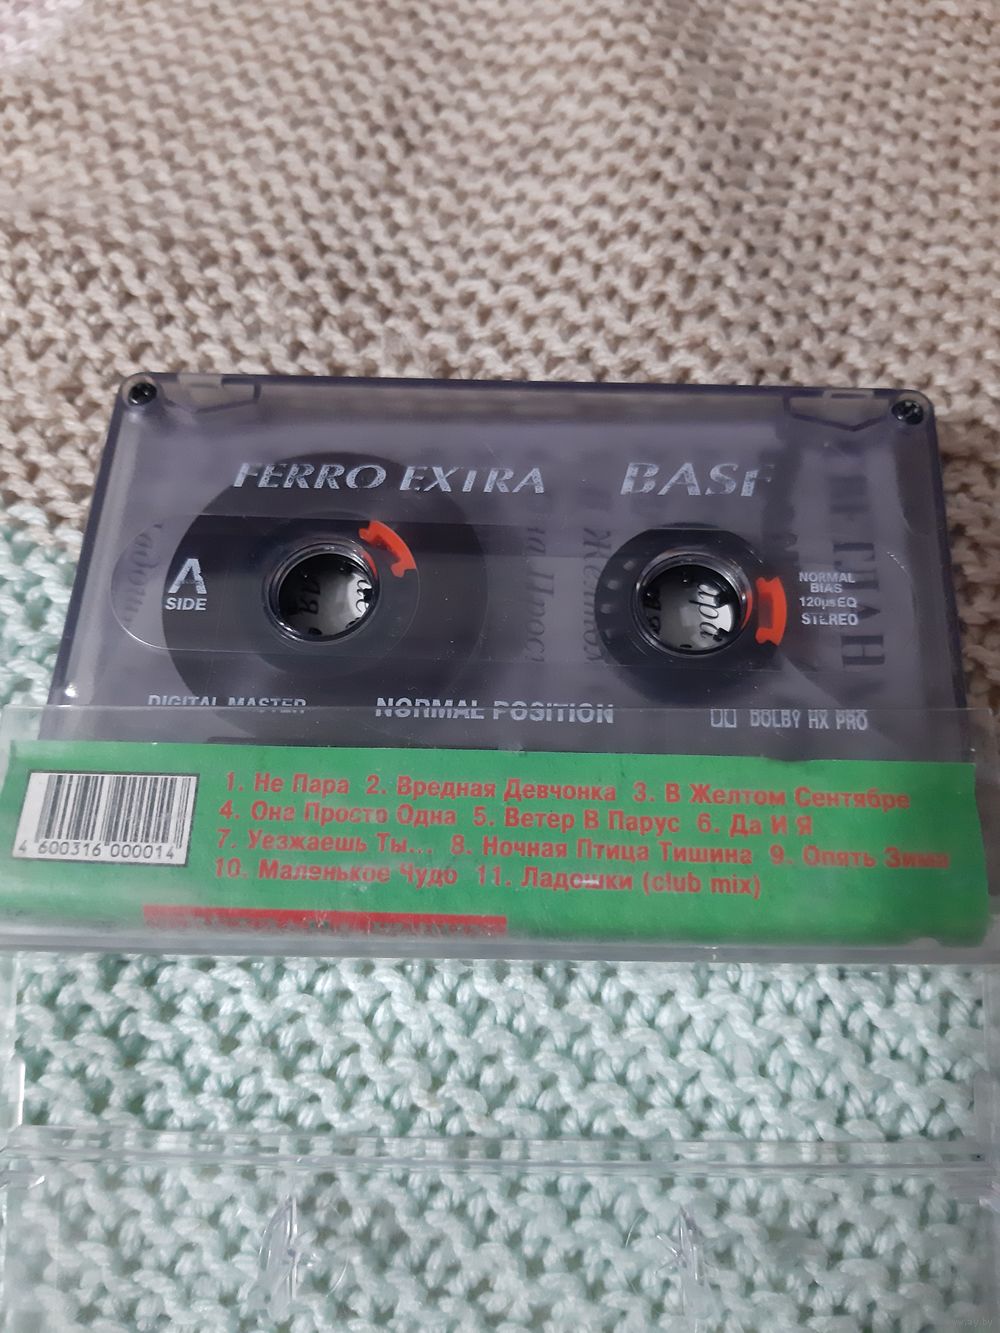 FERRO EXTRA BASF
A
SIDE
NORMAL
BIAS
120µs EQ
STEREO
DIGITAL MASTER NORMAL POSITION DOLBY HX PRO
1. Не Пара 2. Вредная Девчонка 3. В Желтом Сентябре
4. Она Просто Одна 5. Ветер В Парус 6. Да И Я
7. Уезжаешь Ты... 8. Ночная Птица Тишина 9. Опять Зима
10. Маленькое Чудо 11. Ладошки (club mix)
4 600316 000014